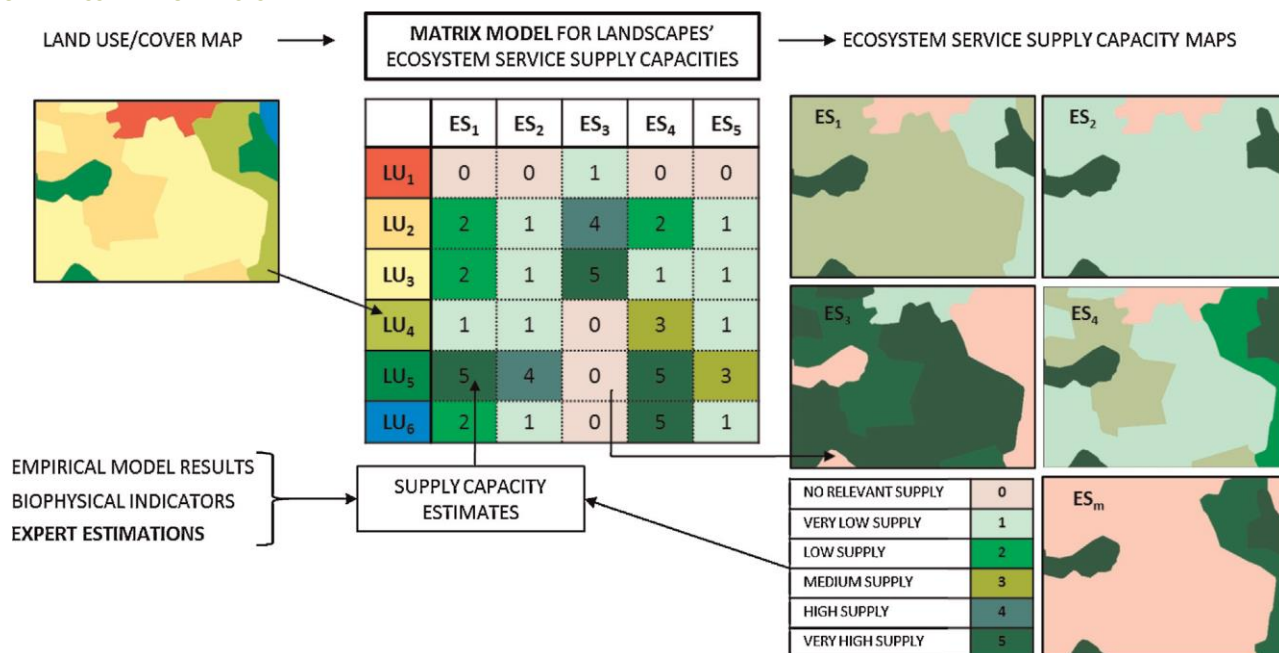 LAND USE/COVER MAP
MATRIX MODEL FOR LANDSCAPES'
ECOSYSTEM SERVICE SUPPLY CAPACITIES
ECOSYSTEM SERVICE SUPPLY CAPACITY MAPS
ES₁ ES₂ ES₃ ES₄ ES₅
LU₁ 0 0 1 0 0
LU₂ 2 1 4 2 1
LU₃ 2 1 5 1 1
LU₄ 1 1 0 3 1
LU₅ 5 4 0 5 3
LU₆ 2 1 0 5 1
ES₁
ES₂
ES₃
ES₄
ESₘ
EMPIRICAL MODEL RESULTS
BIOPHYSICAL INDICATORS
EXPERT ESTIMATIONS
SUPPLY CAPACITY
ESTIMATES
NO RELEVANT SUPPLY 0
VERY LOW SUPPLY 1
LOW SUPPLY 2
MEDIUM SUPPLY 3
HIGH SUPPLY 4
VERY HIGH SUPPLY 5